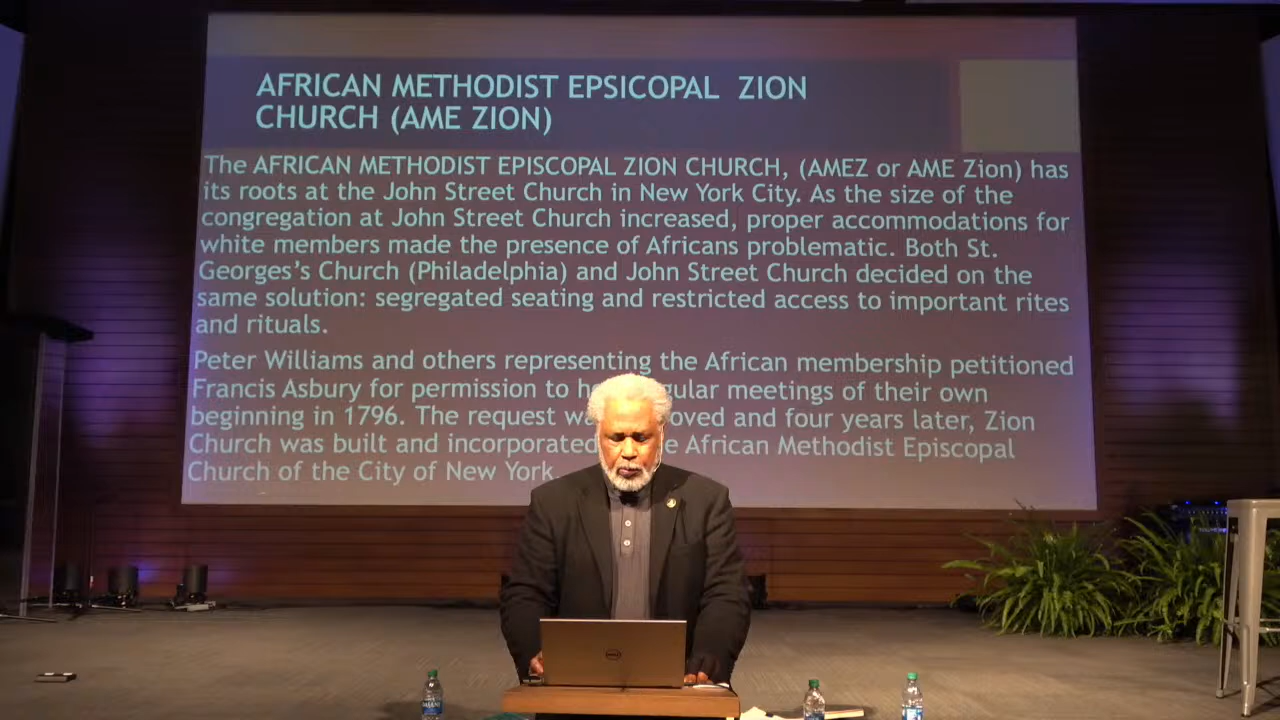 AFRICAN METHODIST EPSICOPAL ZION
CHURCH (AME ZION)
The AFRICAN METHODIST EPISCOPAL ZION CHURCH, (AMEZ or AME Zion) has
its roots at the John Street Church in New York City. As the size of the
congregation at John Street Church increased, proper accommodations for
white members made the presence of Africans problematic. Both St.
Georges's Church (Philadelphia) and John Street Church decided on the
same solution: segregated seating and restricted access to important rites
and rituals.
Peter Williams and others representing the African membership petitioned
Francis Asbury for permission to gular meetings of their own
beginning in 1796. The request oved and four years later, Zion
Church was built and incorporated African Methodist Episcopal
Church of the City of New York
DELL
DASANI